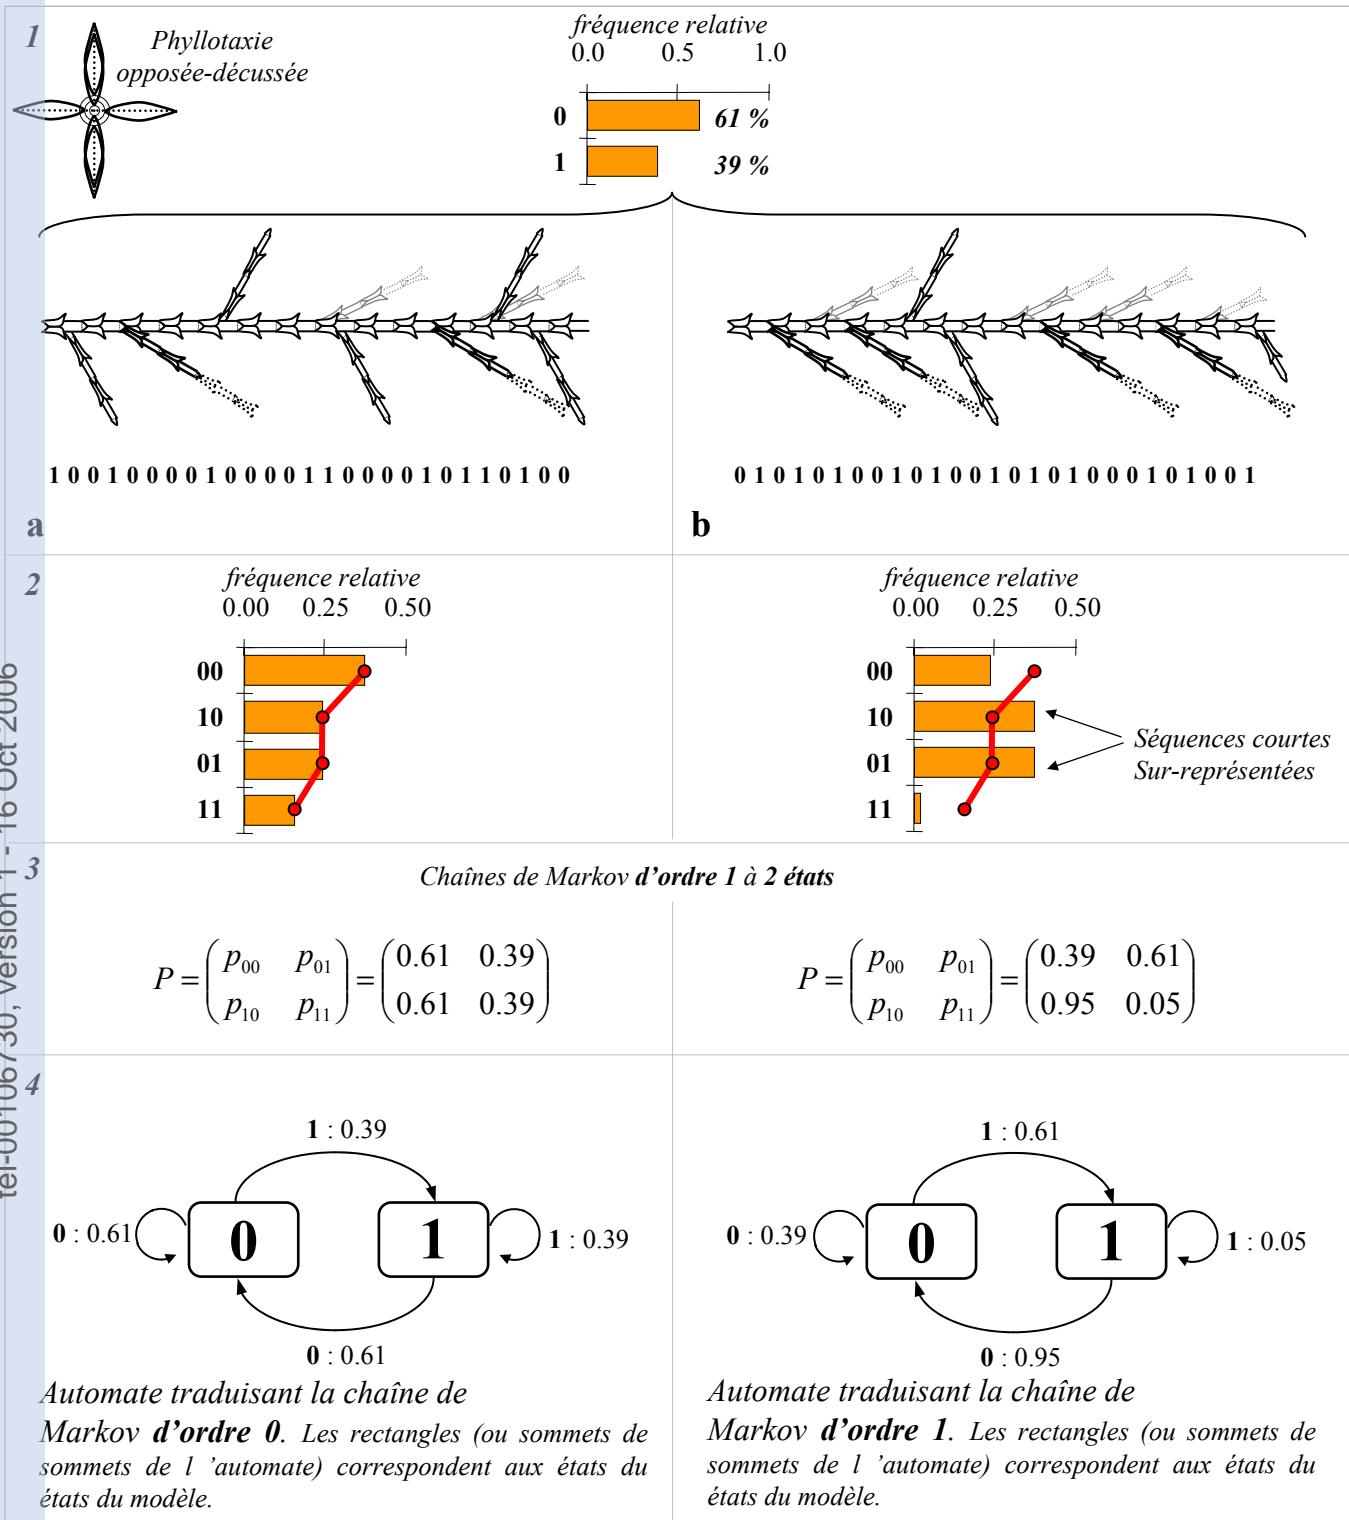 1
Phyllotaxie
opposée-décussée
fréquence relative
0.0 0.5 1.0
0 61 %
1 39 %
1 0 0 1 0 0 0 0 1 0 0 0 0 1 1 0 0 0 0 1 0 1 1 0 1 0 0
a
0 1 0 1 0 1 0 0 1 0 1 0 0 1 0 1 0 1 0 0 0 1 0 1 0 0 1
b
2
fréquence relative
0.00 0.25 0.50
00
10
01
11
fréquence relative
0.00 0.25 0.50
00
10
01
11
Séquences courtes
Sur-représentées
3
Chaînes de Markov d'ordre 1 à 2 états
P = ( p00 p01 ) = ( 0.61 0.39 )
( p10 p11 ) ( 0.61 0.39 )
P = ( p00 p01 ) = ( 0.39 0.61 )
( p10 p11 ) ( 0.95 0.05 )
4
1 : 0.39
0 : 0.61
0
1
1 : 0.39
0 : 0.61
Automate traduisant la chaîne de
Markov d'ordre 0. Les rectangles (ou sommets de
sommets de l 'automate) correspondent aux états du
états du modèle.
1 : 0.61
0 : 0.39
0
1
1 : 0.05
0 : 0.95
Automate traduisant la chaîne de
Markov d'ordre 1. Les rectangles (ou sommets de
sommets de l 'automate) correspondent aux états du
états du modèle.
tel-00106730, version 1 - 16 Oct 2006